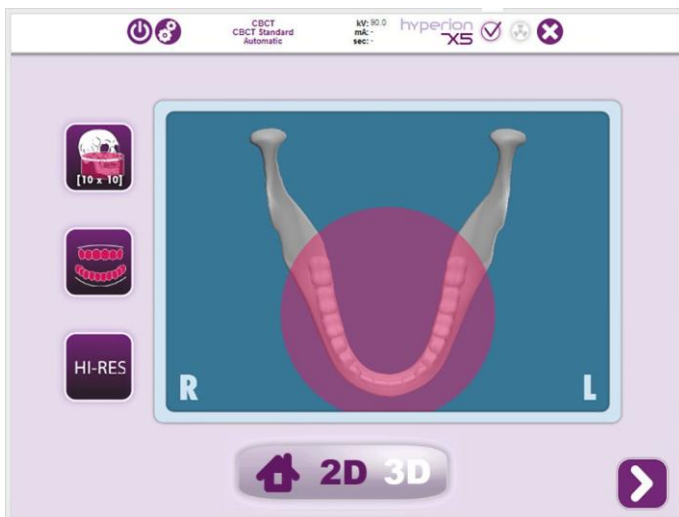 CBCT
CBCT Standard
Automatic
kV: 90.0
mA: -
sec: -
hyperion
X5
[10 x 10]
HI-RES
R
L
2D 3D